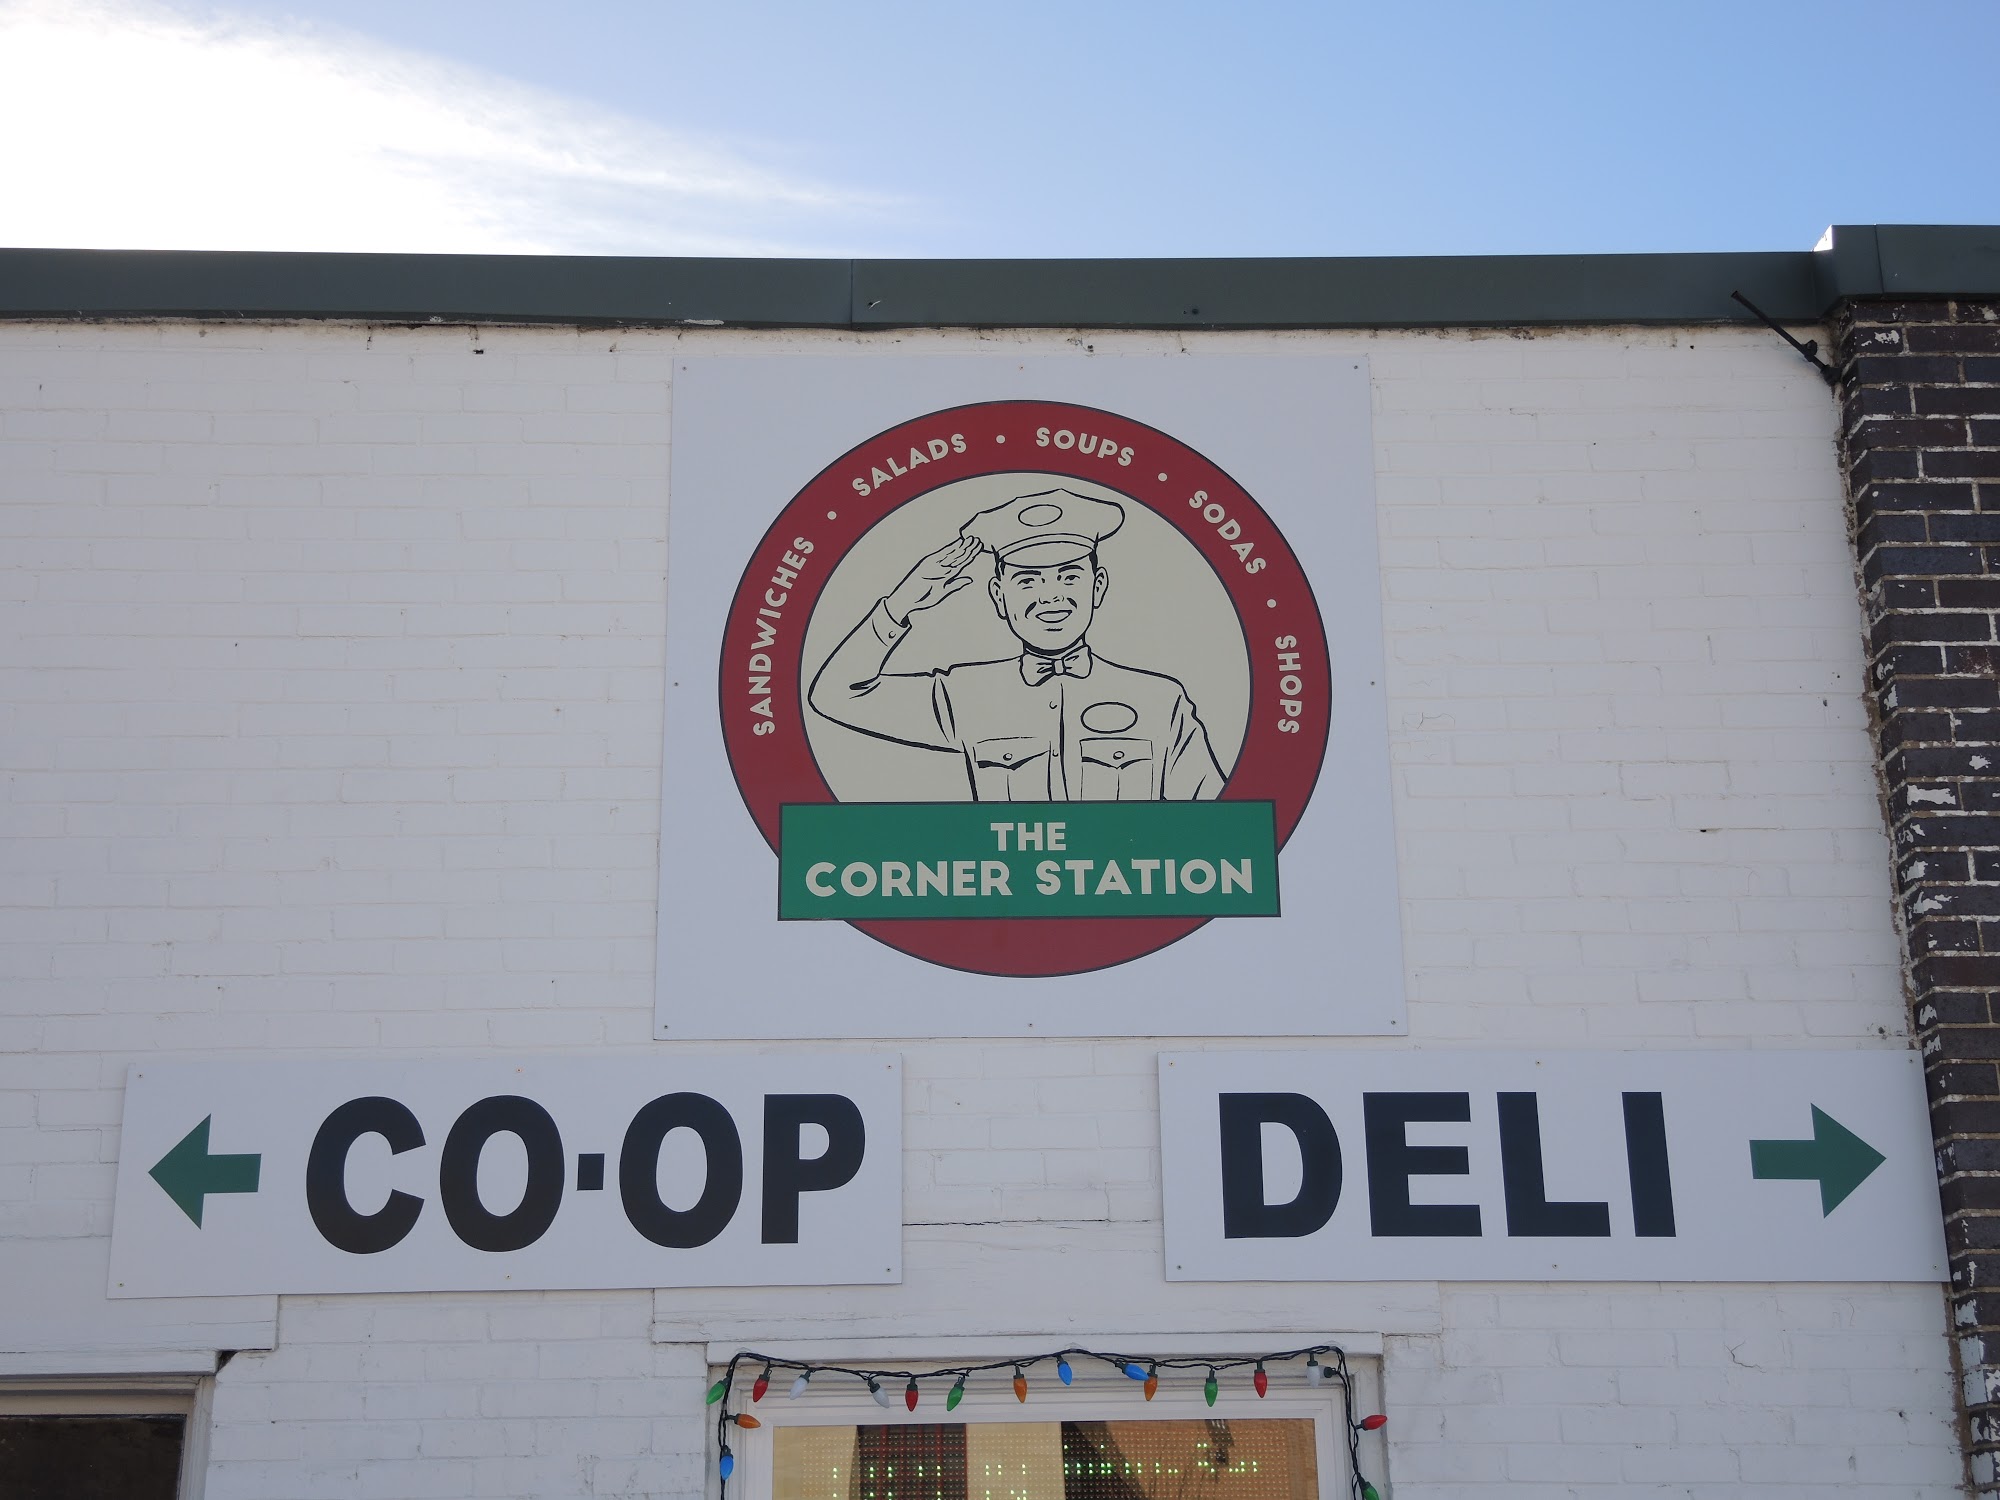 SANDWICHES • SALADS • SOUPS • SODAS • SHOPS
THE
CORNER STATION
CO-OP
DELI